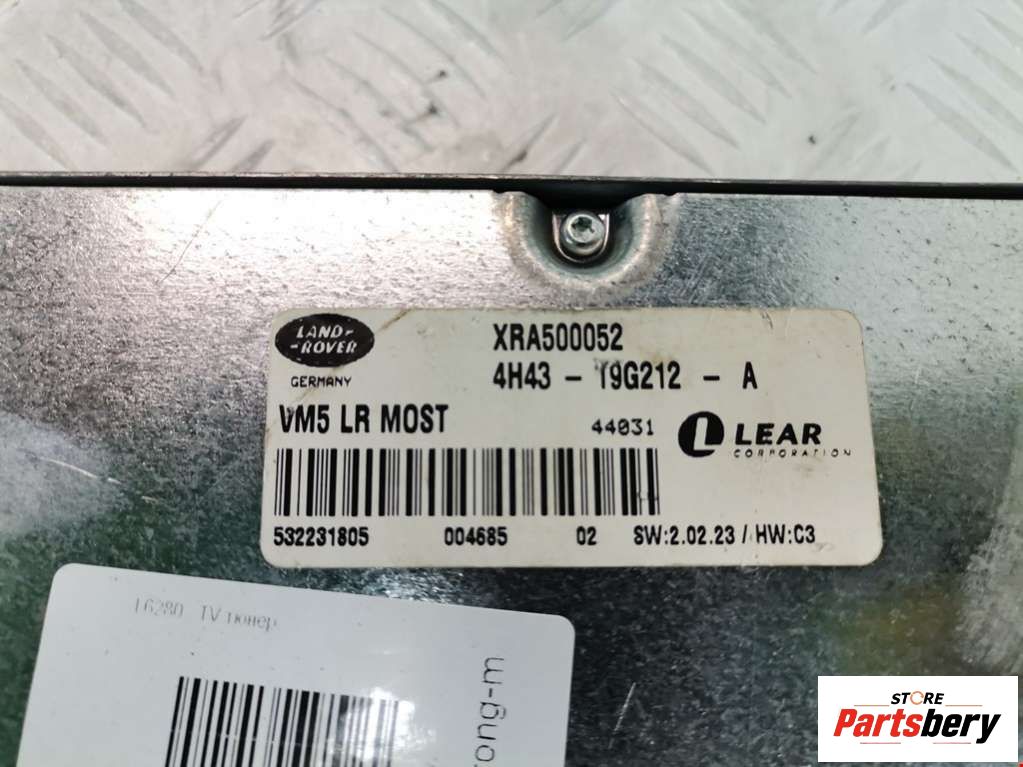 LAND-
-ROVER
GERMANY
XRA500052
4H43 - 19G212 - A
VM5 LR MOST
44031
LEAR
CORPORATION
532231805 004685 02 SW:2.02.23 / HW:C3
16280 TV тюнер
ong-m
STORE
Partsbery